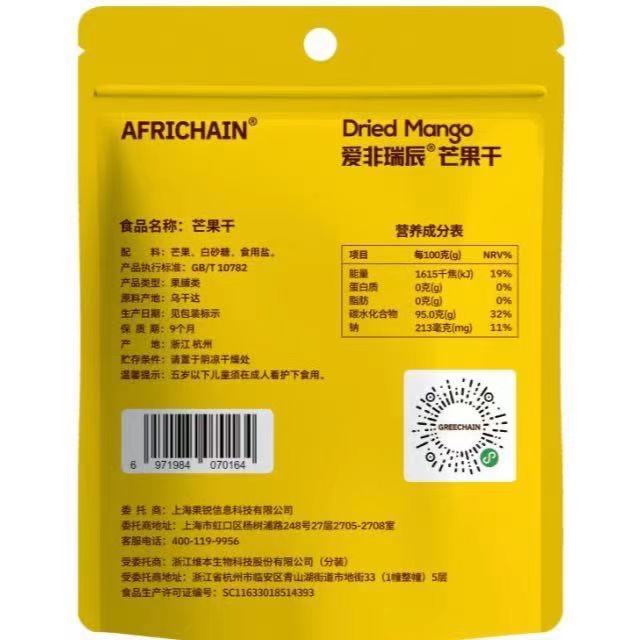 AFRICHAIN®
Dried Mango
爱非瑞辰®芒果干
食品名称：芒果干
配　　料：芒果、白砂糖、食用盐。
产品执行标准：GB/T 10782
产品类型：果脯类
原料产地：乌干达
生产日期：见包装标示
保 质 期：9个月
产　　地：浙江 杭州
贮存条件：请置于阴凉干燥处
温馨提示：五岁以下儿童须在成人看护下食用。
营养成分表
项目 每100克(g) NRV%
能量 1615千焦(kJ) 19%
蛋白质 0克(g) 0%
脂肪 0克(g) 0%
碳水化合物 95.0克(g) 32%
钠 213毫克(mg) 11%
GREECHAIN
6 971984 070164
委 托 商：上海果锐信息科技有限公司
委托商地址：上海市虹口区杨树浦路248号27层2705-2708室
客服电话：400-119-9956
受委托商：浙江维本生物科技股份有限公司（分装）
受委托商地址：浙江省杭州市临安区青山湖街道市地街33（1幢整幢）5层
食品生产许可证编号：SC11633018514393